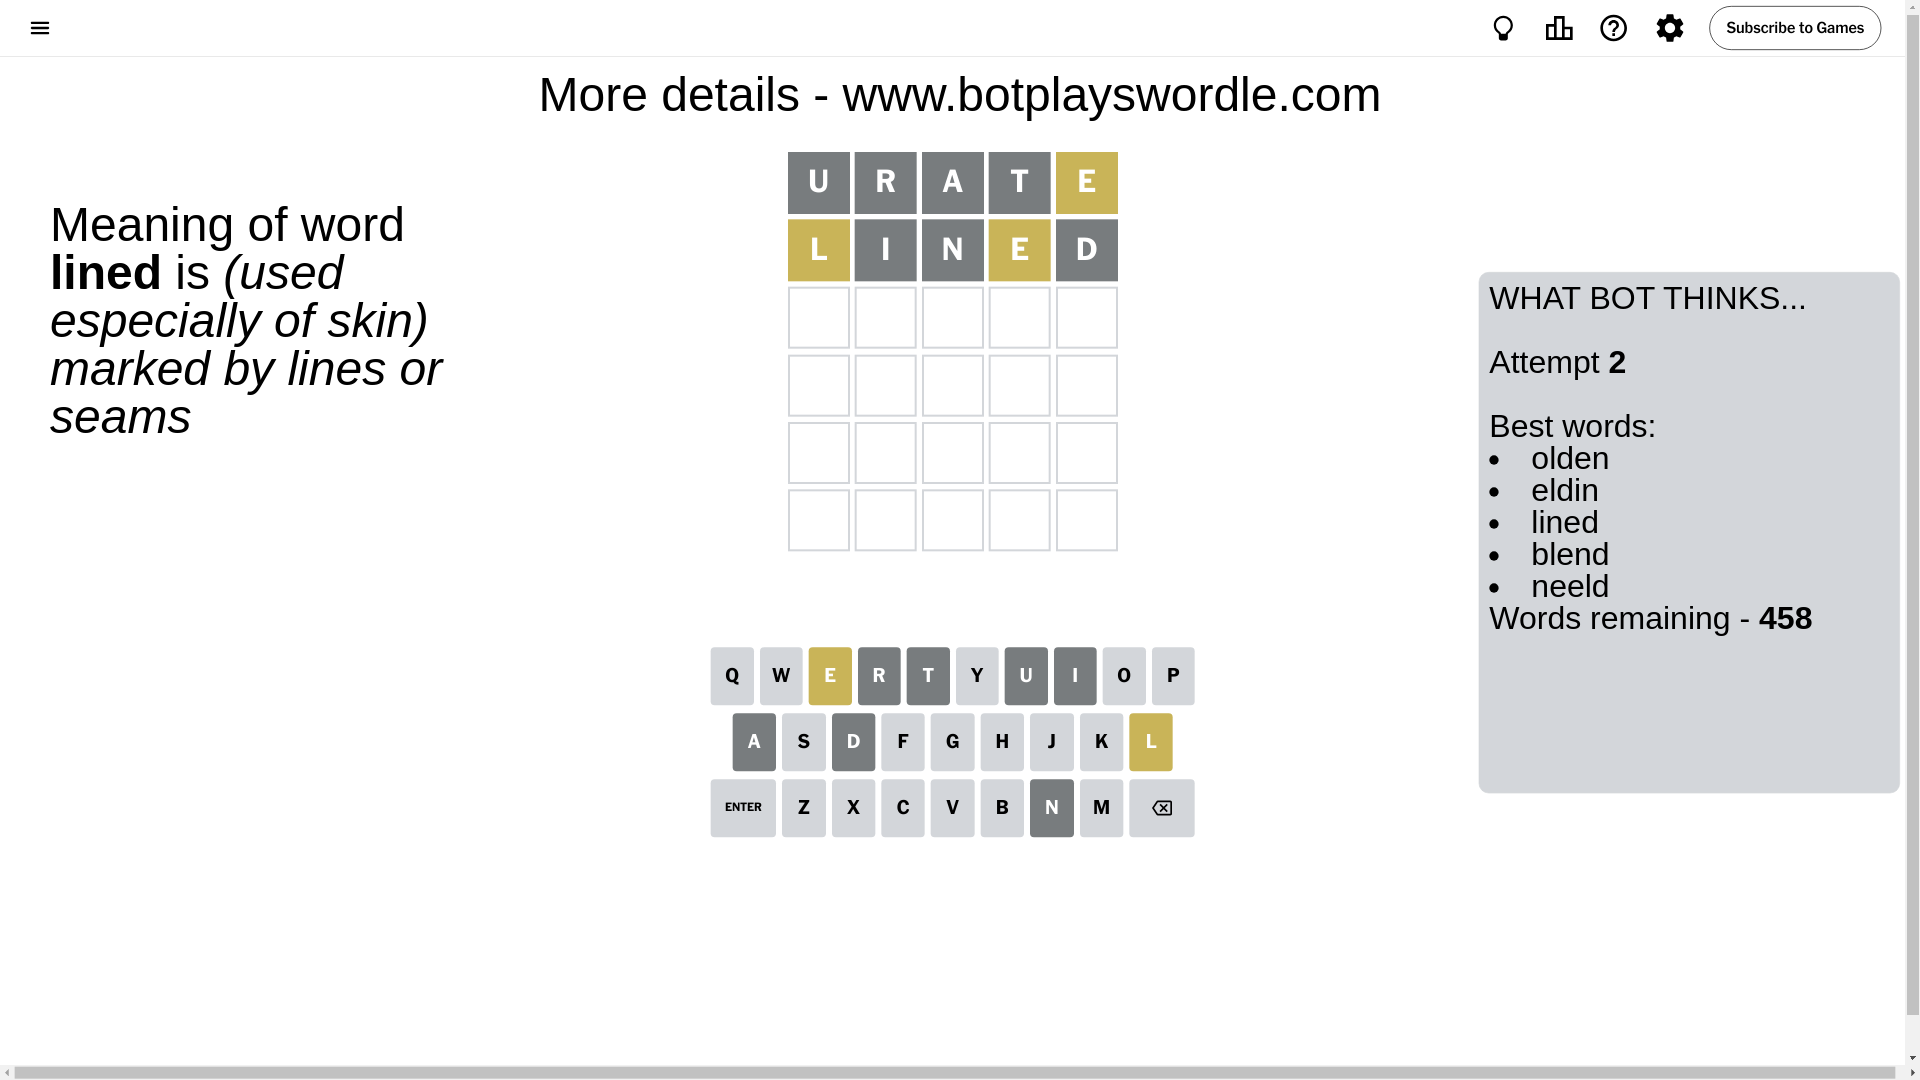 Subscribe to Games
More details - www.botplayswordle.com
Meaning of word
lined is (used
especially of skin)
marked by lines or
seams
U R A T E
L I N E D
WHAT BOT THINKS...
Attempt 2
Best words:
• olden
• eldin
• lined
• blend
• neeld
Words remaining - 458
Q W E R T Y U I O P
A S D F G H J K L
ENTER Z X C V B N M